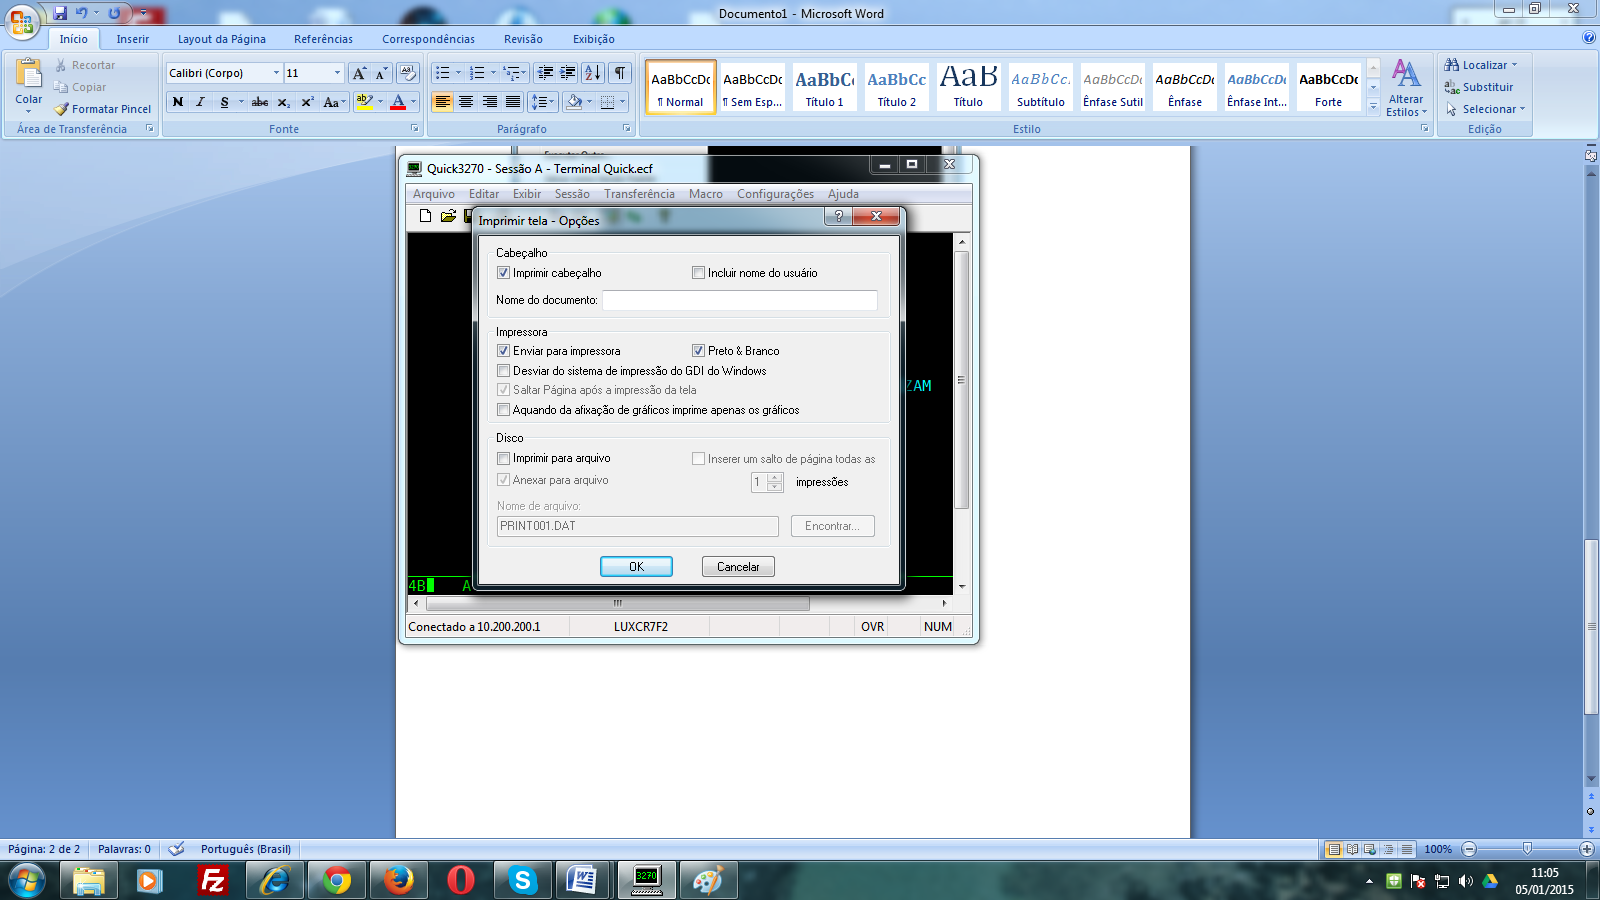 Documento1 - Microsoft Word
Início Inserir Layout da Página Referências Correspondências Revisão Exibição
Colar
Recortar
Copiar
Formatar Pincel
Área de Transferência
Calibri (Corpo) 11
N I S abc x₂ x² Aa
Fonte
Parágrafo
AaBbCcDc AaBbCcDc AaBbCc AaBbCc AaB AaBbCc. AaBbCcDc AaBbCcDc AaBbCcDc AaBbCcDc
¶ Normal ¶ Sem Esp... Título 1 Título 2 Título Subtítulo Ênfase Sutil Ênfase Ênfase Int... Forte
Estilo
Alterar
Estilos
Localizar
Substituir
Selecionar
Edição
Quick3270 - Sessão A - Terminal Quick.ecf
Arquivo Editar Exibir Sessão Transferência Macro Configurações Ajuda
Imprimir tela - Opções
Cabeçalho
Imprimir cabeçalho Incluir nome do usuário
Nome do documento:
Impressora
Enviar para impressora Preto & Branco
Desviar do sistema de impressão do GDI do Windows
Saltar Página após a impressão da tela
Aquando da afixação de gráficos imprime apenas os gráficos
ZAM
Disco
Imprimir para arquivo Inserer um salto de página todas as
Anexar para arquivo 1 impressões
Nome de arquivo:
PRINT001.DAT Encontrar...
OK Cancelar
4B A
Conectado a 10.200.200.1 LUXCR7F2 OVR NUM
Página: 2 de 2 Palavras: 0 Português (Brasil) 100%
3270
11:05
05/01/2015